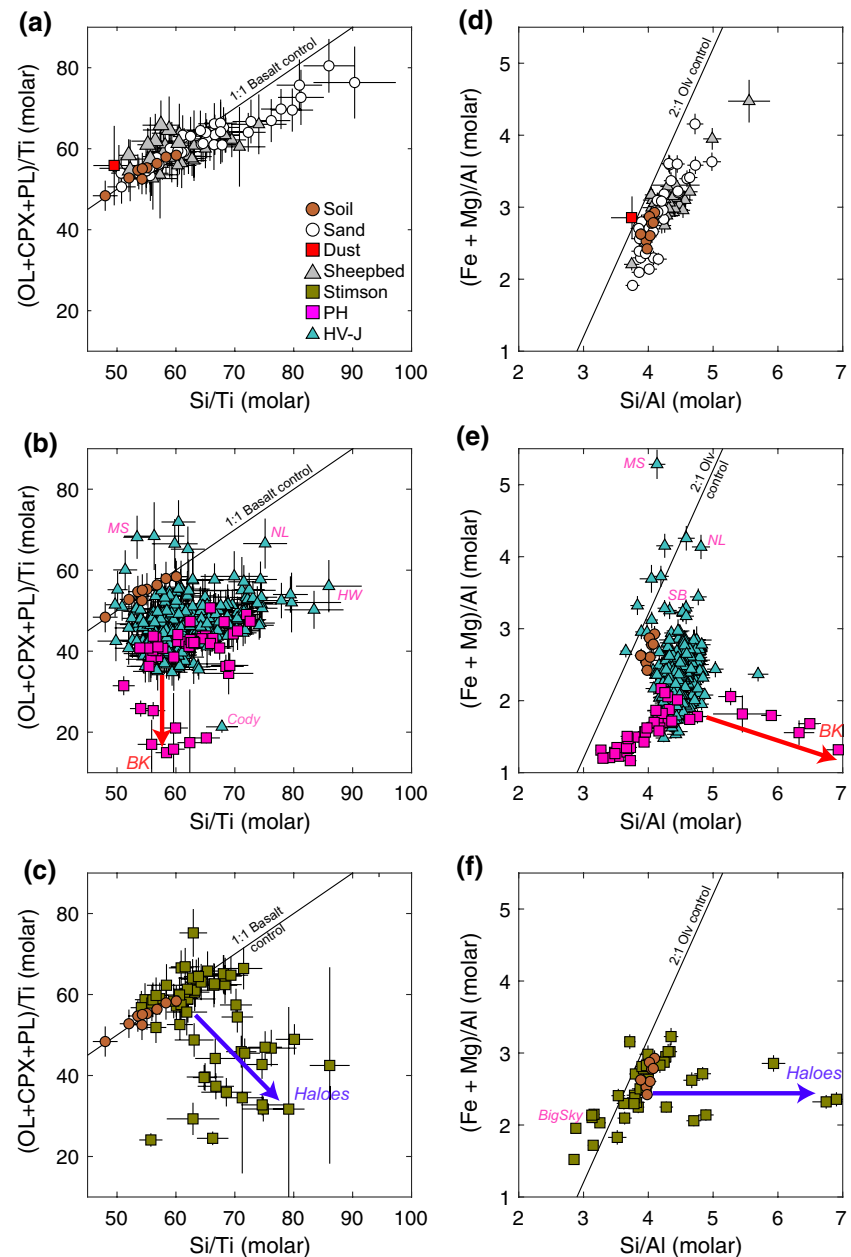 (a)
(OL+CPX+PL)/Ti (molar)
80
60
40
20
1:1 Basalt control
Soil
Sand
Dust
Sheepbed
Stimson
PH
HV-J
50 60 70 80 90 100
Si/Ti (molar)
(d)
(Fe + Mg)/Al (molar)
5
4
3
2
1
2:1 Olv control
2 3 4 5 6 7
Si/Al (molar)
(b)
(OL+CPX+PL)/Ti (molar)
80
60
40
20
1:1 Basalt control
MS
NL
HW
Cody
BK
50 60 70 80 90 100
Si/Ti (molar)
(e)
(Fe + Mg)/Al (molar)
5
4
3
2
1
MS
2:1 Olv
control
NL
SB
BK
2 3 4 5 6 7
Si/Al (molar)
(c)
(OL+CPX+PL)/Ti (molar)
80
60
40
20
1:1 Basalt
control
Haloes
50 60 70 80 90 100
Si/Ti (molar)
(f)
(Fe + Mg)/Al (molar)
5
4
3
2
1
2:1 Olv control
Haloes
BigSky
2 3 4 5 6 7
Si/Al (molar)